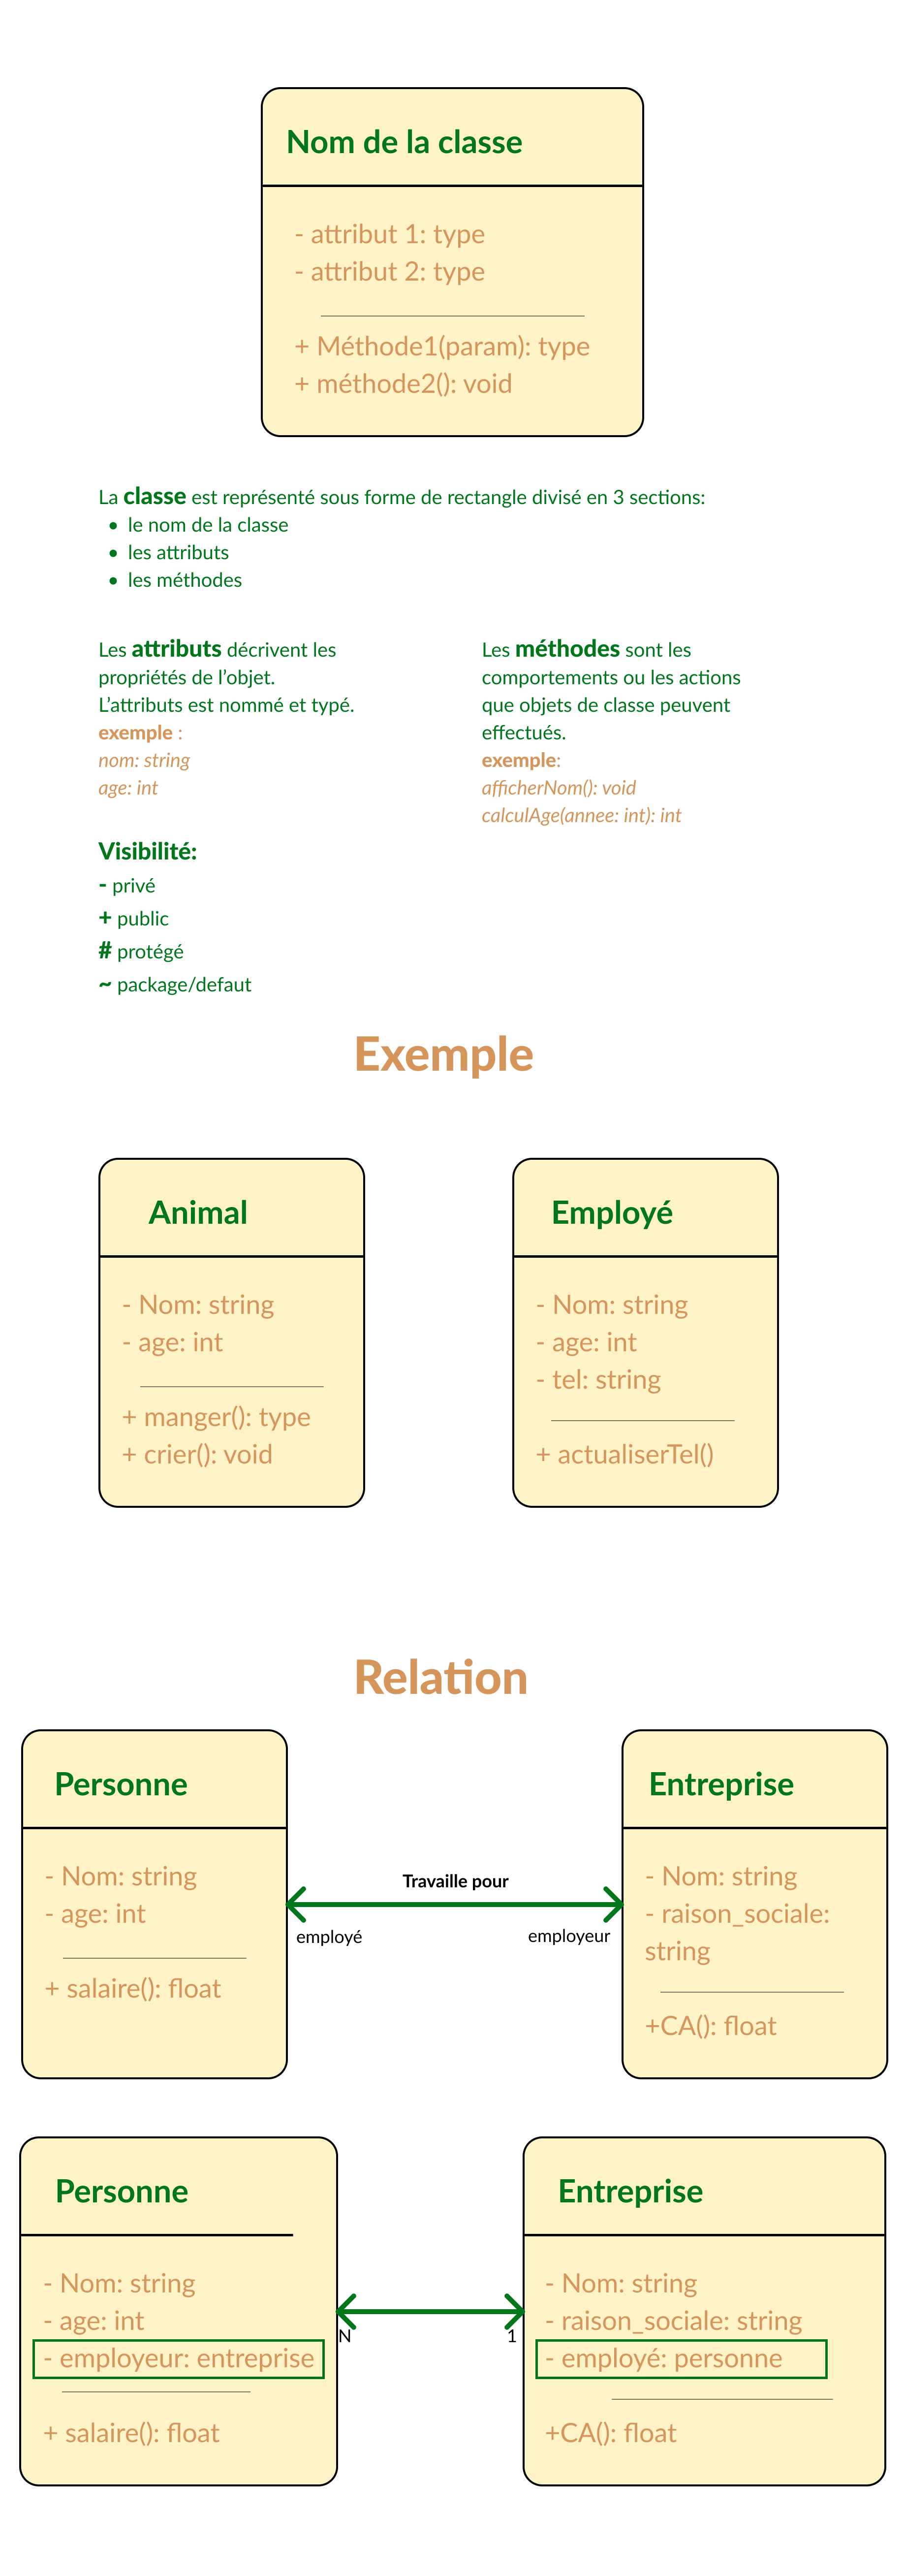 Nom de la classe
- attribut 1: type
- attribut 2: type
+ Méthode1(param): type
+ méthode2(): void
La classe est représenté sous forme de rectangle divisé en 3 sections:
• le nom de la classe
• les attributs
• les méthodes
Les attributs décrivent les
propriétés de l'objet.
L'attributs est nommé et typé.
exemple :
nom: string
age: int
Les méthodes sont les
comportements ou les actions
que objets de classe peuvent
effectués.
exemple:
afficherNom(): void
calculAge(annee: int): int
Visibilité:
- privé
+ public
# protégé
~ package/defaut
Exemple
Animal
- Nom: string
- age: int
+ manger(): type
+ crier(): void
Employé
- Nom: string
- age: int
- tel: string
+ actualiserTel()
Relation
Personne
- Nom: string
- age: int
+ salaire(): float
Travaille pour
employé
employeur
Entreprise
- Nom: string
- raison_sociale:
string
+CA(): float
Personne
- Nom: string
- age: int
- employeur: entreprise
+ salaire(): float
N
1
Entreprise
- Nom: string
- raison_sociale: string
- employé: personne
+CA(): float